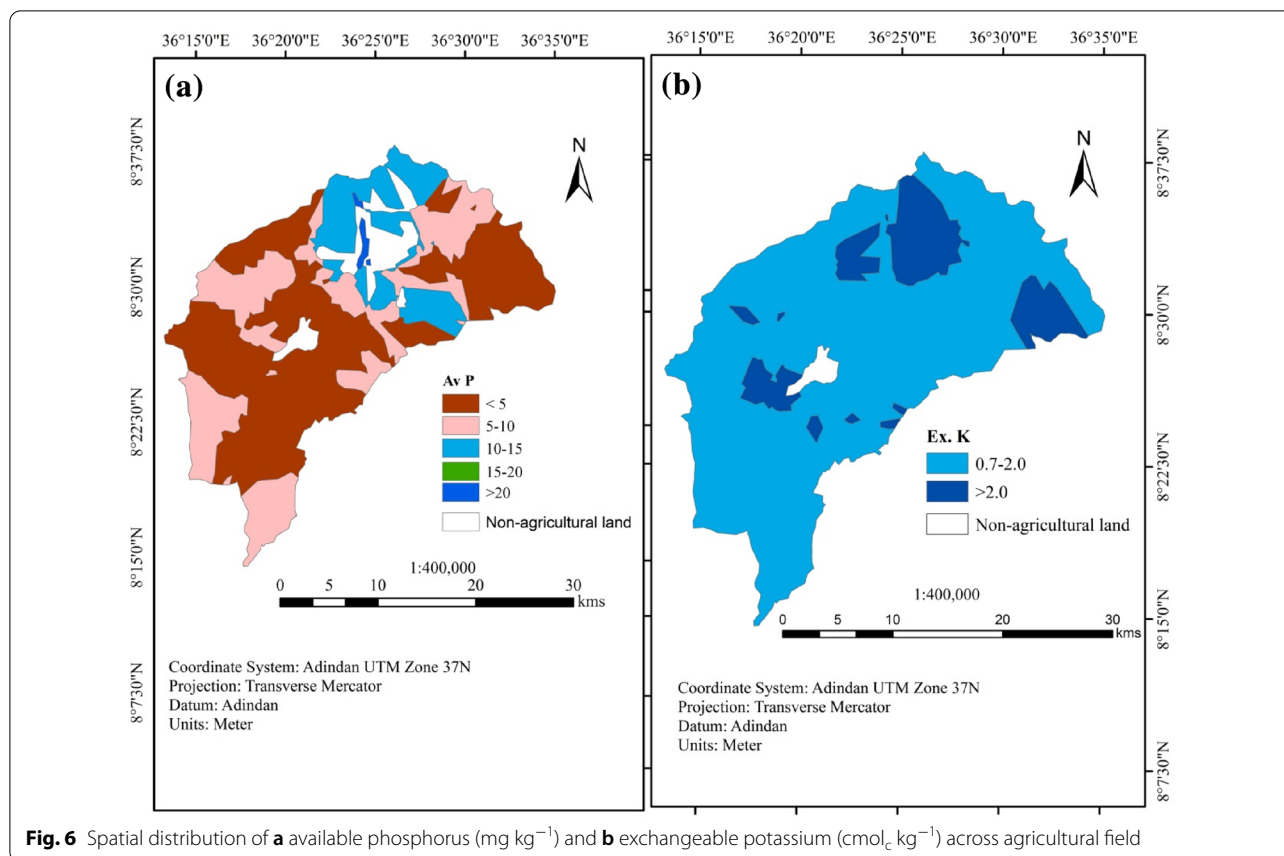 36°15'0"E 36°20'0"E 36°25'0"E 36°30'0"E 36°35'0"E
(a)
N
8°37'30"N
8°30'0"N
8°22'30"N
8°15'0"N
8°7'30"N
Av P
< 5
5-10
10-15
15-20
>20
Non-agricultural land
1:400,000
0 5 10 20 30
kms
Coordinate System: Adindan UTM Zone 37N
Projection: Transverse Mercator
Datum: Adindan
Units: Meter
36°15'0"E 36°20'0"E 36°25'0"E 36°30'0"E 36°35'0"E
(b)
N
8°37'30"N
8°30'0"N
8°22'30"N
8°15'0"N
8°7'30"N
Ex. K
0.7-2.0
>2.0
Non-agricultural land
1:400,000
0 5 10 20 30
kms
Coordinate System: Adindan UTM Zone 37N
Projection: Transverse Mercator
Datum: Adindan
Units: Meter
Fig. 6 Spatial distribution of a available phosphorus (mg kg⁻¹) and b exchangeable potassium (cmol꜀ kg⁻¹) across agricultural field